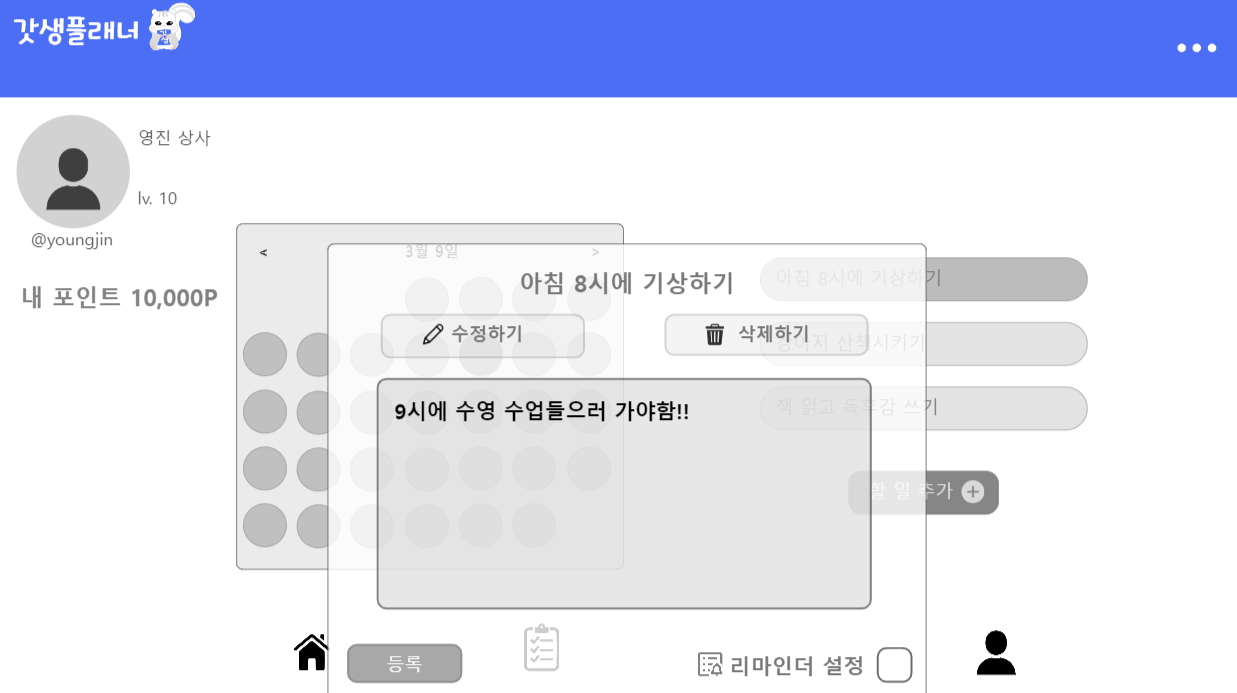 갓생플래너
영진 상사
lv. 10
@youngjin
내 포인트 10,000P
< 3월 9일 >
아침 8시에 기상하기
수정하기 삭제하기
9시에 수영 수업들으러 가야함!!
등록 리마인더 설정
아침 8시에 기상하기
강아지 산책시키기
책 읽고 독후감 쓰기
할 일 추가